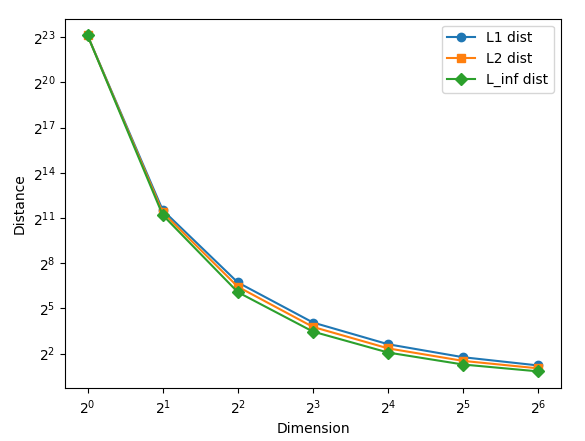 2^23
2^20
2^17
2^14
2^11
2^8
2^5
2^2
Distance
L1 dist
L2 dist
L_inf dist
2^0 2^1 2^2 2^3 2^4 2^5 2^6
Dimension